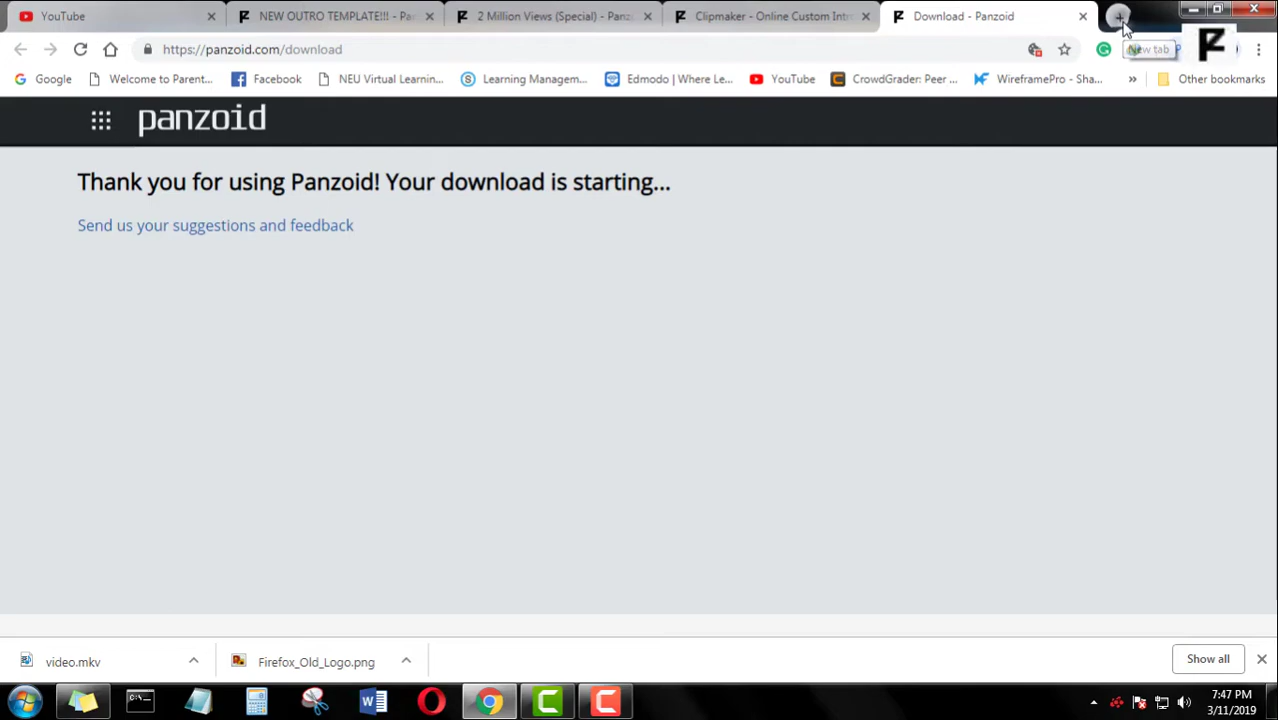 YouTube
NEW OUTRO TEMPLATE!!! - Pan
2 Million Views (Special) - Panz
Clipmaker - Online Custom Intr
Download - Panzoid
https://panzoid.com/download
New tab
Google
Welcome to Parent...
Facebook
NEU Virtual Learnin...
Learning Managem...
Edmodo | Where Le...
YouTube
CrowdGrader: Peer ...
WireframePro - Sha...
»
Other bookmarks
panzoid
Thank you for using Panzoid! Your download is starting...
Send us your suggestions and feedback
video.mkv
Firefox_Old_Logo.png
Show all
7:47 PM
3/11/2019